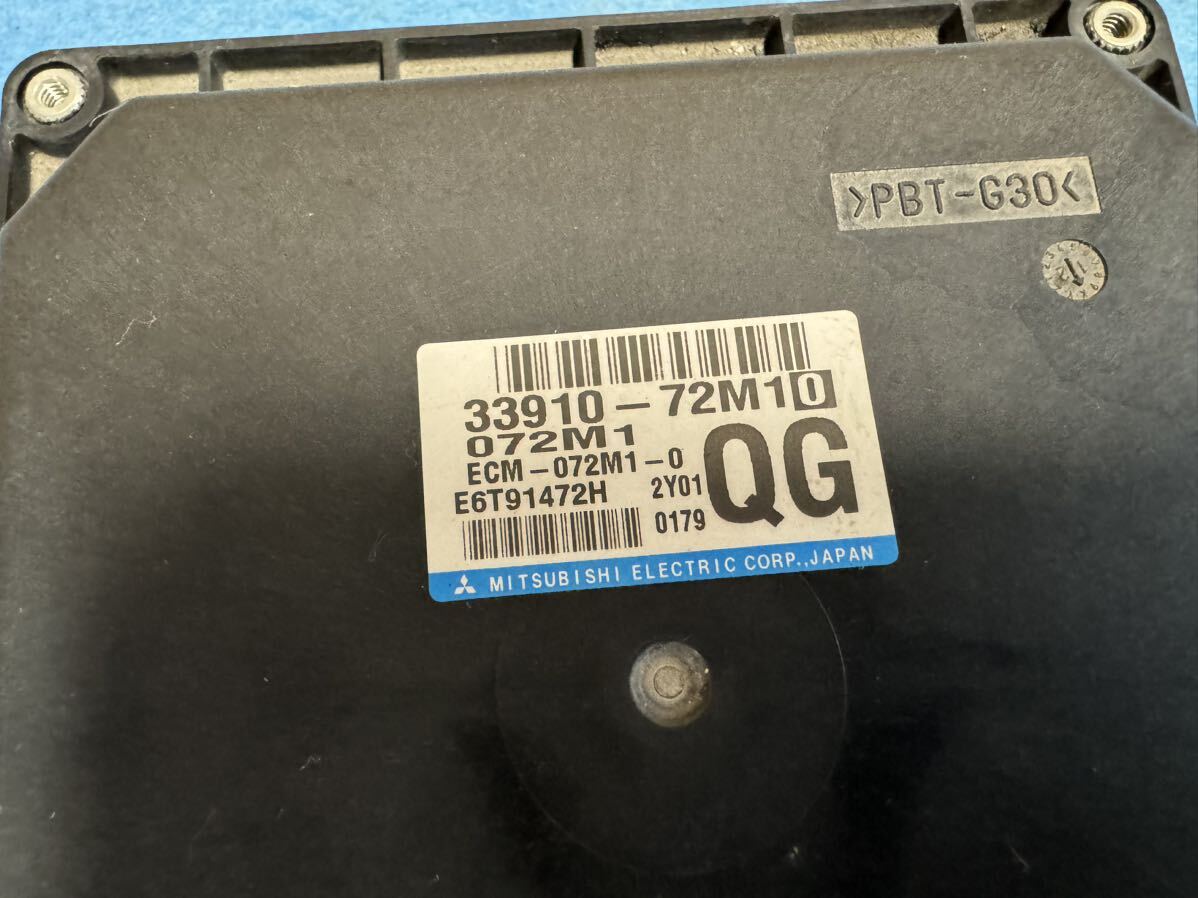 >PBT-G30<
33910-72M10
072M1
ECM-072M1-0
E6T91472H 2Y01
0179
QG
MITSUBISHI ELECTRIC CORP.,JAPAN